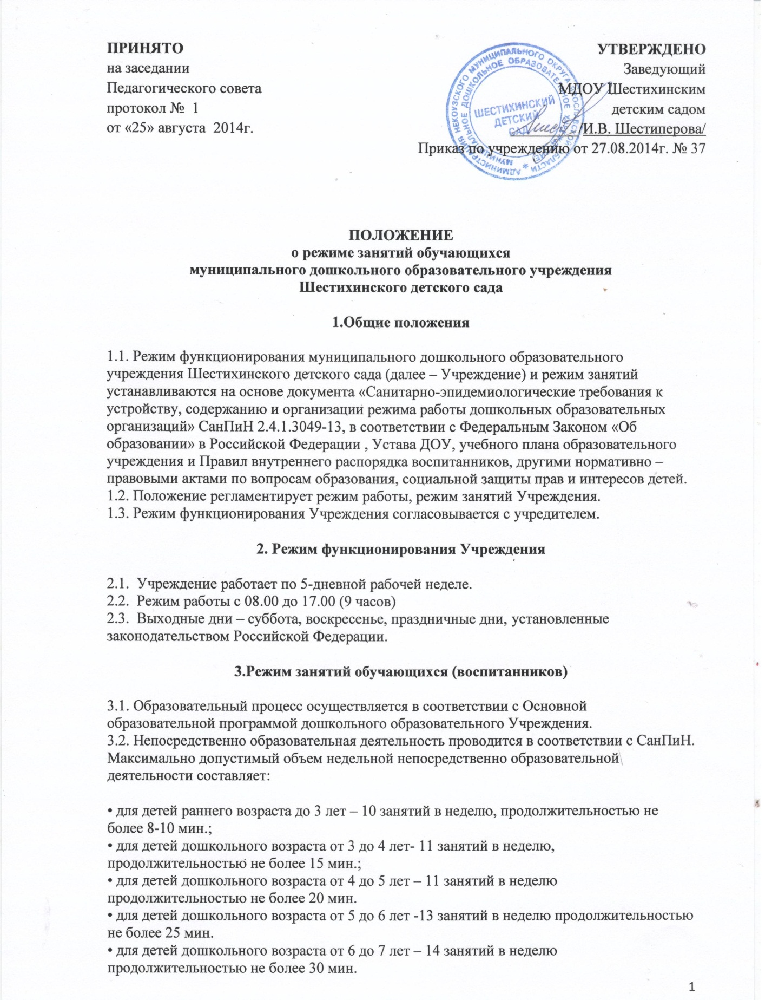 ПРИНЯТО
на заседании
Педагогического совета
протокол №  1
от «25» августа  2014г.
УТВЕРЖДЕНО
Заведующий
МДОУ Шестихинским
детским садом
/И.В. Шестиперова/
Приказ по учреждению от 27.08.2014г. № 37
АДМИНИСТРАЦИЯ НЕКОУЗСКОГО МУНИЦИПАЛЬНОГО ОКРУГА ЯРОСЛАВСКОЙ ОБЛАСТИ *
МУНИЦИПАЛЬНОЕ ДОШКОЛЬНОЕ ОБРАЗОВАТЕЛЬНОЕ УЧРЕЖДЕНИЕ
ШЕСТИХИНСКИЙ
ДЕТСКИЙ
САД
ПОЛОЖЕНИЕ
о режиме занятий обучающихся
муниципального дошкольного образовательного учреждения
Шестихинского детского сада
1.Общие положения
1.1. Режим функционирования муниципального дошкольного образовательного
учреждения Шестихинского детского сада (далее – Учреждение) и режим занятий
устанавливаются на основе документа «Санитарно-эпидемиологические требования к
устройству, содержанию и организации режима работы дошкольных образовательных
организаций» СанПиН 2.4.1.3049-13, в соответствии с Федеральным Законом «Об
образовании» в Российской Федерации , Устава ДОУ, учебного плана образовательного
учреждения и Правил внутреннего распорядка воспитанников, другими нормативно –
правовыми актами по вопросам образования, социальной защиты прав и интересов детей.
1.2. Положение регламентирует режим работы, режим занятий Учреждения.
1.3. Режим функционирования Учреждения согласовывается с учредителем.
2. Режим функционирования Учреждения
2.1.  Учреждение работает по 5-дневной рабочей неделе.
2.2.  Режим работы с 08.00 до 17.00 (9 часов)
2.3.  Выходные дни – суббота, воскресенье, праздничные дни, установленные
законодательством Российской Федерации.
3.Режим занятий обучающихся (воспитанников)
3.1. Образовательный процесс осуществляется в соответствии с Основной
образовательной программой дошкольного образовательного Учреждения.
3.2. Непосредственно образовательная деятельность проводится в соответствии с СанПиН.
Максимально допустимый объем недельной непосредственно образовательной
деятельности составляет:
• для детей раннего возраста до 3 лет – 10 занятий в неделю, продолжительностью не
более 8-10 мин.;
• для детей дошкольного возраста от 3 до 4 лет- 11 занятий в неделю,
продолжительностью не более 15 мин.;
• для детей дошкольного возраста от 4 до 5 лет – 11 занятий в неделю
продолжительностью не более 20 мин.
• для детей дошкольного возраста от 5 до 6 лет -13 занятий в неделю продолжительностью
не более 25 мин.
• для детей дошкольного возраста от 6 до 7 лет – 14 занятий в неделю
продолжительностью не более 30 мин.
1